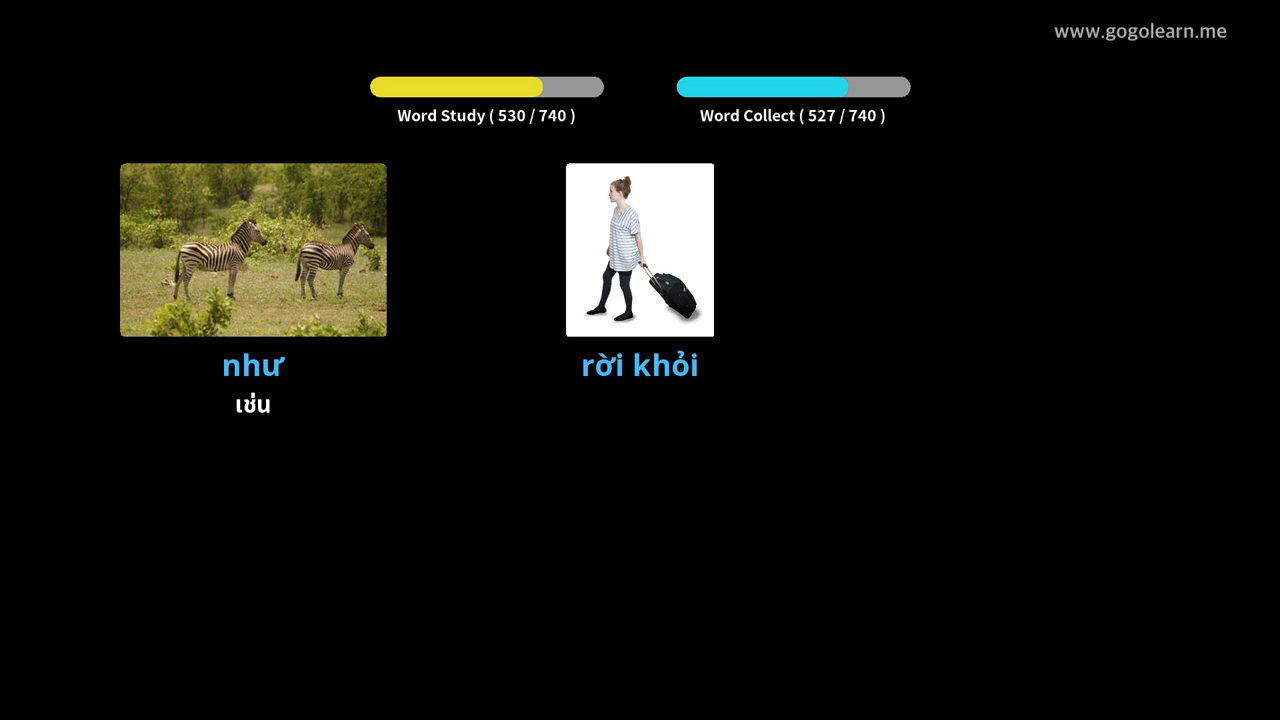 www.gogolearn.me
Word Study ( 530 / 740 )
Word Collect ( 527 / 740 )
như
rời khỏi
เช่น